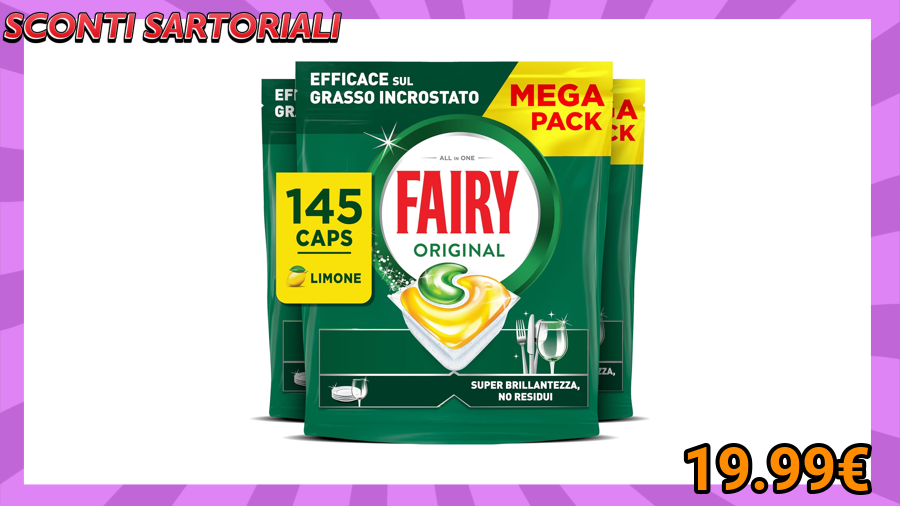 SCONTI SARTORIALI
EFFICACE SUL
GRASSO INCROSTATO
MEGA
PACK
ALL IN ONE
FAIRY
ORIGINAL
145
CAPS
LIMONE
SUPER BRILLANTEZZA,
NO RESIDUI
19.99€